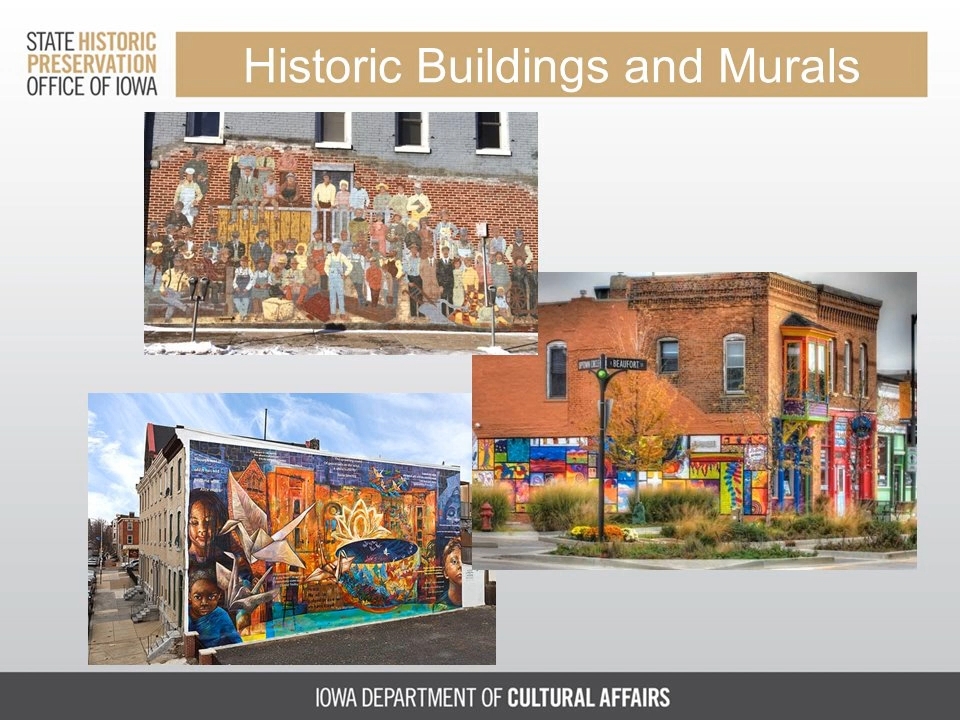 STATE HISTORIC
PRESERVATION
OFFICE OF IOWA
Historic Buildings and Murals
BEAUFORT
IOWA DEPARTMENT OF CULTURAL AFFAIRS